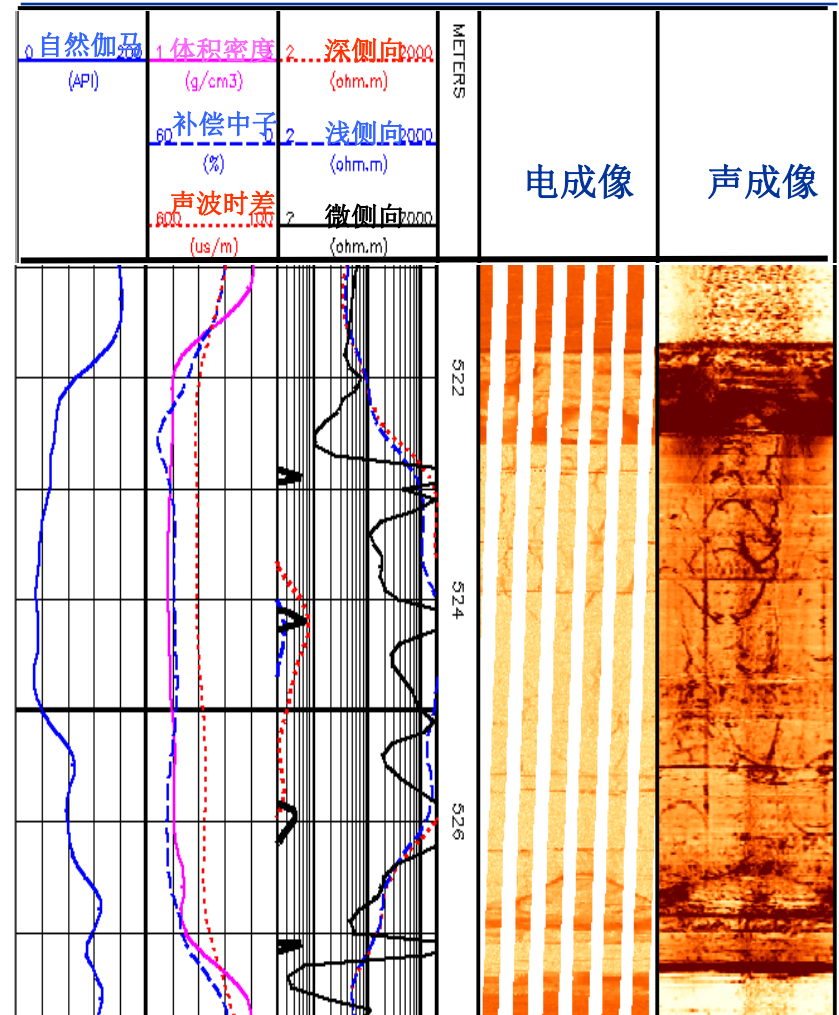 0 自然伽马 200
(API)
1 体积密度 3
(g/cm3)
60 补偿中子 0
(%)
600 声波时差 100
(us/m)
2 深侧向 2000
(ohm.m)
2 浅侧向 2000
(ohm.m)
2 微侧向 2000
(ohm.m)
METERS
电成像
声成像
522
524
526